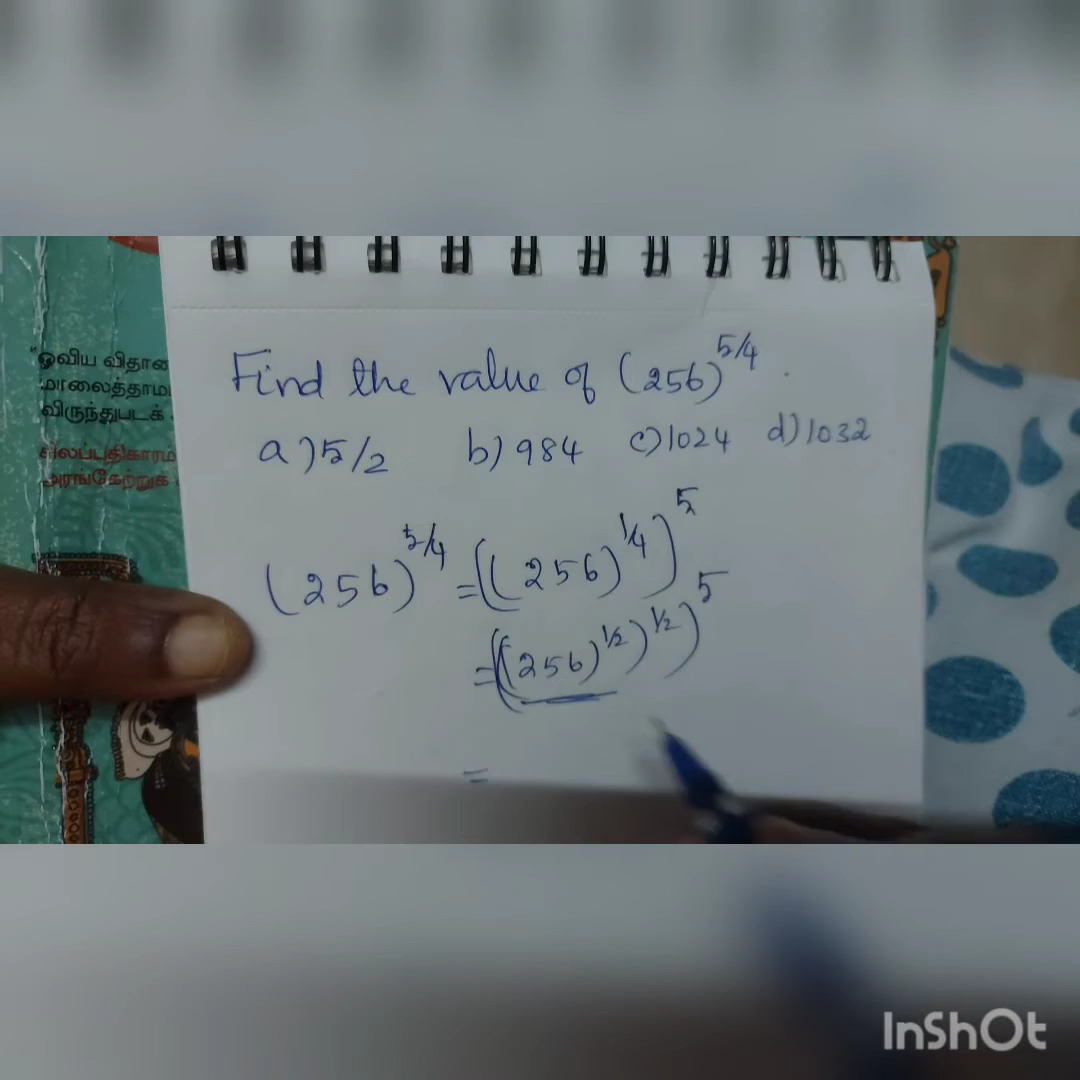 "ஓவிய விதான
மாலைத்தாம
விருந்துபடக்
சிலப்பதிகாரம்
அரங்கேற்றுக
Find the value of (256)^5/4.
a) 5/2 b) 984 c) 1024 d) 1032
(256)^5/4 = ((256)^1/4)^5
= (((256)^1/2)^1/2)^5
=
InShOt